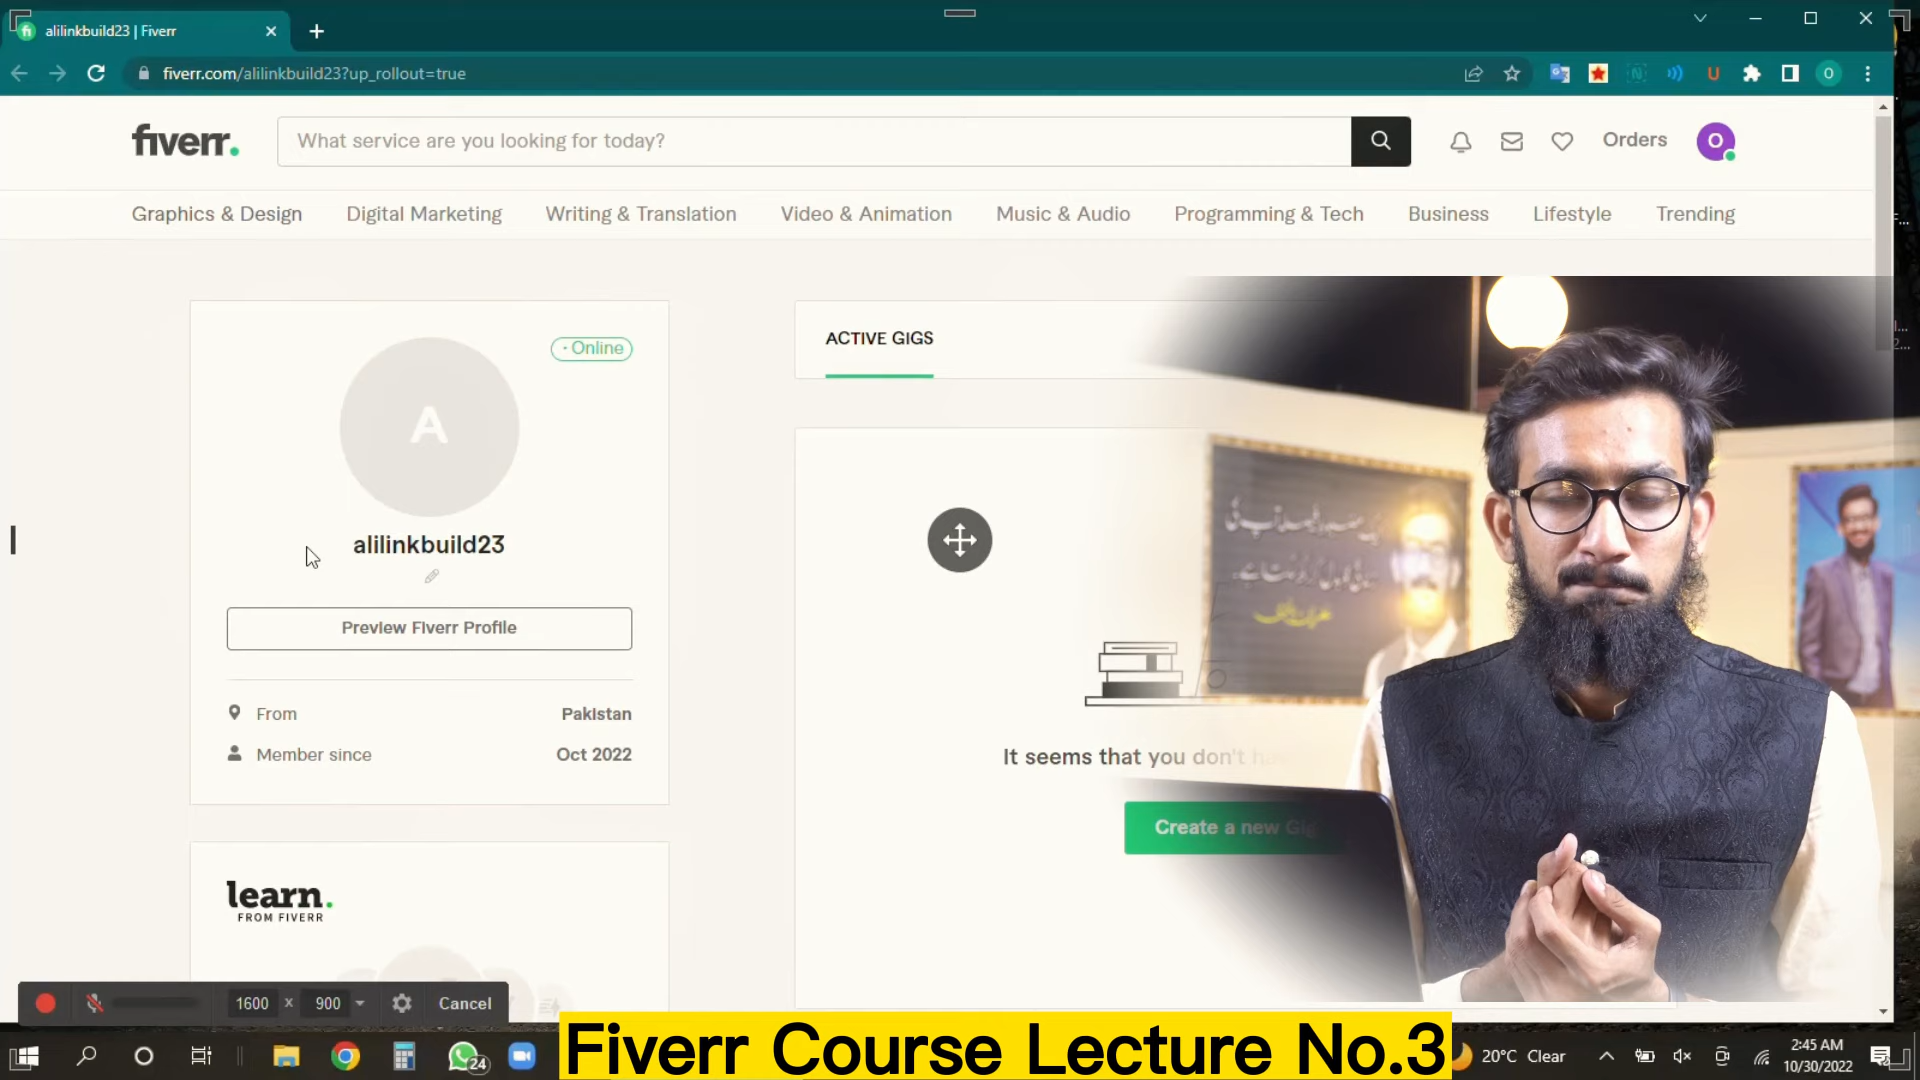 alilinkbuild23 | Fiverr
fiverr.com/alilinkbuild23?up_rollout=true
U
O
fiverr.
What service are you looking for today?
Orders
O
Graphics & Design
Digital Marketing
Writing & Translation
Video & Animation
Music & Audio
Programming & Tech
Business
Lifestyle
Trending
Online
A
alilinkbuild23
Preview Fiverr Profile
From
Pakistan
Member since
Oct 2022
ACTIVE GIGS
It seems that you don't
Create a new Gig
learn.
FROM FIVERR
1600 x 900
Cancel
Fiverr Course Lecture No.3
24
20°C Clear
2:45 AM
10/30/2022